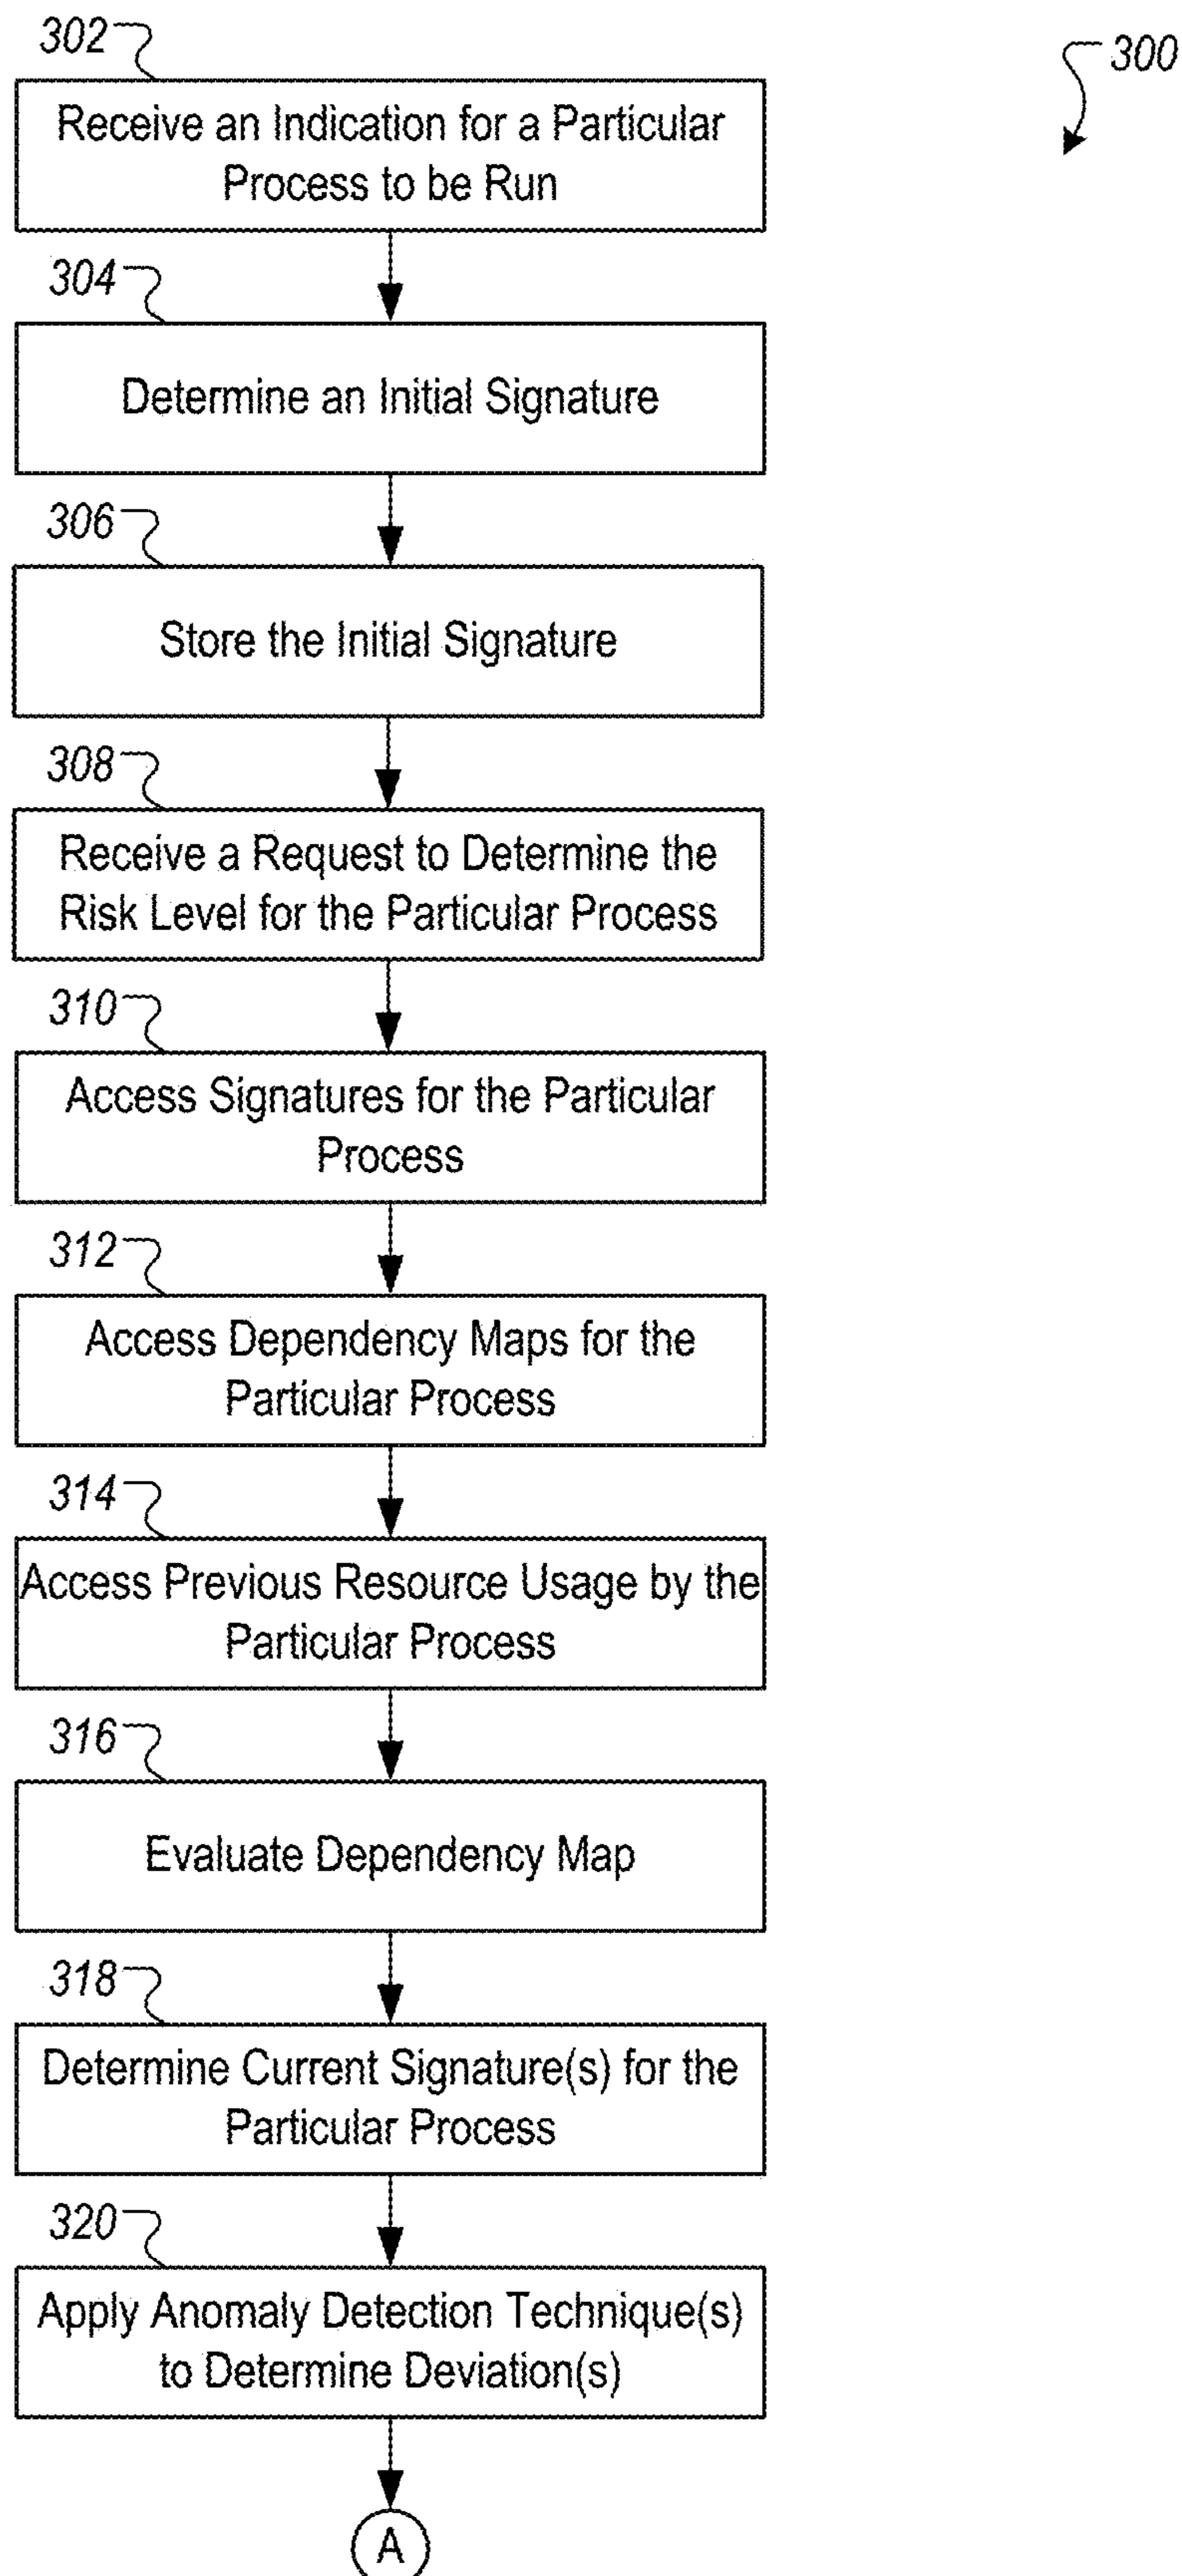 302
300
Receive an Indication for a Particular
Process to be Run
304
Determine an Initial Signature
306
Store the Initial Signature
308
Receive a Request to Determine the
Risk Level for the Particular Process
310
Access Signatures for the Particular
Process
312
Access Dependency Maps for the
Particular Process
314
Access Previous Resource Usage by the
Particular Process
316
Evaluate Dependency Map
318
Determine Current Signature(s) for the
Particular Process
320
Apply Anomaly Detection Technique(s)
to Determine Deviation(s)
A